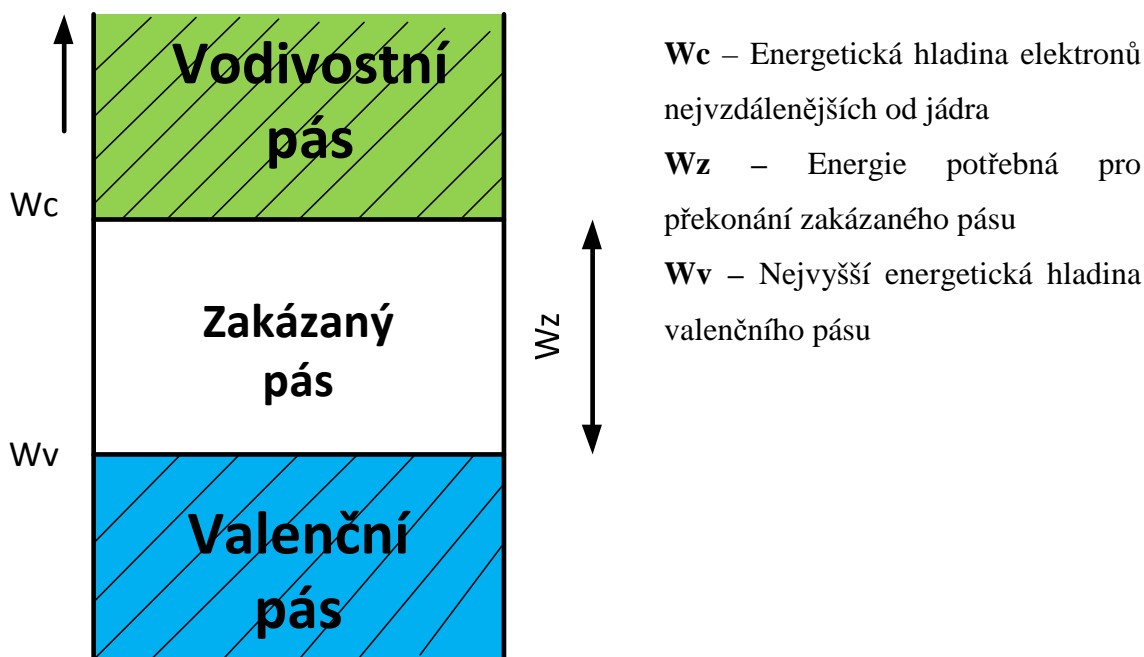 Vodivostní
pás
Wc
Zakázaný
pás
Wz
Wv
Valenční
pás
Wc – Energetická hladina elektronů
nejvzdálenějších od jádra
Wz – Energie potřebná pro
překonání zakázaného pásu
Wv – Nejvyšší energetická hladina
valenčního pásu